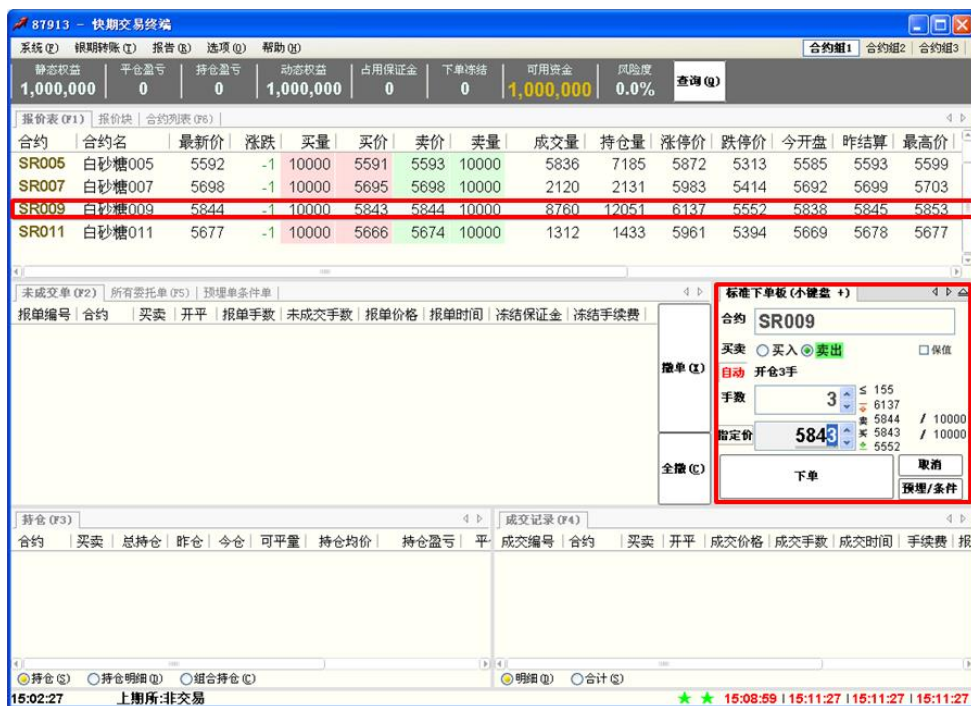 87913 - 快期交易终端
系统(P) 银期转账(T) 报告(R) 选项(O) 帮助(H) 合约组1 合约组2 合约组3
静态权益 平仓盈亏 持仓盈亏 动态权益 占用保证金 下单冻结 可用资金 风险度 查询(Q)
1,000,000 0 0 1,000,000 0 0 1,000,000 0.0%
报价表(F1) 报价块 合约列表(F6)
合约 合约名 最新价 涨跌 买量 买价 卖价 卖量 成交量 持仓量 涨停价 跌停价 今开盘 昨结算 最高价
SR005 白砂糖005 5592 -1 10000 5591 5593 10000 5836 7185 5872 5313 5585 5593 5599
SR007 白砂糖007 5698 -1 10000 5695 5698 10000 2120 2131 5983 5414 5692 5699 5703
SR009 白砂糖009 5844 -1 10000 5843 5844 10000 8760 12051 6137 5552 5838 5845 5853
SR011 白砂糖011 5677 -1 10000 5666 5674 10000 1312 1433 5961 5394 5669 5678 5677
未成交单(F2) 所有委托单(F5) 预埋单条件单
报单编号 合约 买卖 开平 报单手数 未成交手数 报单价格 报单时间 冻结保证金 冻结手续费
撤单(X)
全撤(C)
标准下单板(小键盘 +)
合约 SR009
买卖 买入 卖出 保值
自动 开仓3手
手数 3 ≤ 155
6137
卖 5844 / 10000
指定价 5843 买 5843 / 10000
5552
下单 取消
预埋/条件
持仓(F3)
合约 买卖 总持仓 昨仓 今仓 可平量 持仓均价 持仓盈亏 平
成交记录(F4)
成交编号 合约 买卖 开平 成交价格 成交手数 成交时间 手续费 报
持仓(S) 持仓明细(D) 组合持仓(C)
明细(D) 合计(S)
15:02:27 上期所:非交易 15:08:59 15:11:27 15:11:27 15:11:27